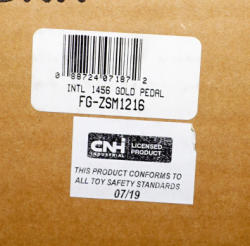 0 88724 07187 2
INTL 1456 GOLD PEDAL
FG-ZSM1216
CNH
INDUSTRIAL
LICENSED
PRODUCT
THIS PRODUCT CONFORMS TO
ALL TOY SAFETY STANDARDS
07/19